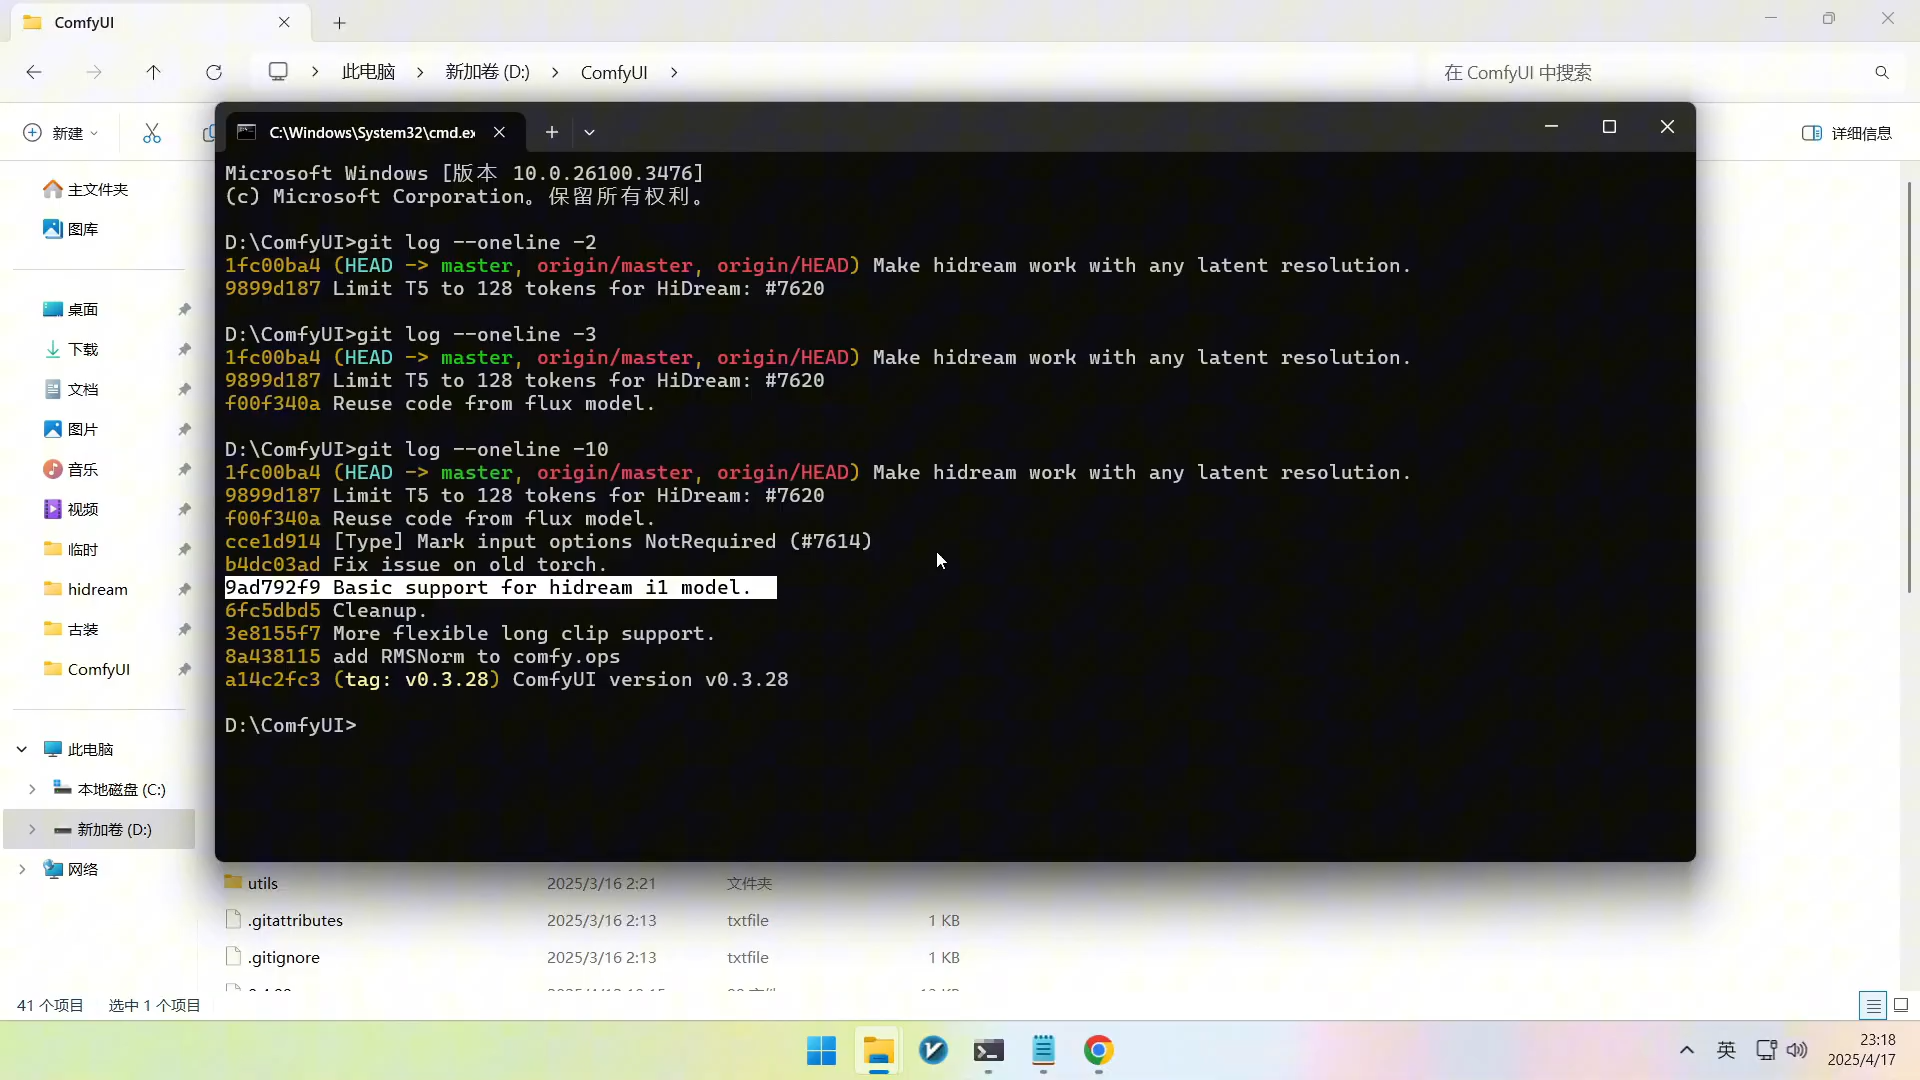 ComfyUI
此电脑 > 新加卷 (D:) > ComfyUI >
在 ComfyUI 中搜索
新建
详细信息
主文件夹
图库
桌面
下载
文档
图片
音乐
视频
临时
hidream
古装
ComfyUI
此电脑
本地磁盘 (C:)
新加卷 (D:)
网络
C:\Windows\System32\cmd.ex
Microsoft Windows [版本 10.0.26100.3476]
(c) Microsoft Corporation。保留所有权利。
D:\ComfyUI>git log --oneline -2
1fc00ba4 (HEAD -> master, origin/master, origin/HEAD) Make hidream work with any latent resolution.
9899d187 Limit T5 to 128 tokens for HiDream: #7620
D:\ComfyUI>git log --oneline -3
1fc00ba4 (HEAD -> master, origin/master, origin/HEAD) Make hidream work with any latent resolution.
9899d187 Limit T5 to 128 tokens for HiDream: #7620
f00f340a Reuse code from flux model.
D:\ComfyUI>git log --oneline -10
1fc00ba4 (HEAD -> master, origin/master, origin/HEAD) Make hidream work with any latent resolution.
9899d187 Limit T5 to 128 tokens for HiDream: #7620
f00f340a Reuse code from flux model.
cce1d914 [Type] Mark input options NotRequired (#7614)
b4dc03ad Fix issue on old torch.
9ad792f9 Basic support for hidream i1 model.
6fc5dbd5 Cleanup.
3e8155f7 More flexible long clip support.
8a438115 add RMSNorm to comfy.ops
a14c2fc3 (tag: v0.3.28) ComfyUI version v0.3.28
D:\ComfyUI>
utils 2025/3/16 2:21 文件夹
.gitattributes 2025/3/16 2:13 txtfile 1 KB
.gitignore 2025/3/16 2:13 txtfile 1 KB
41 个项目 选中 1 个项目
英
23:18
2025/4/17